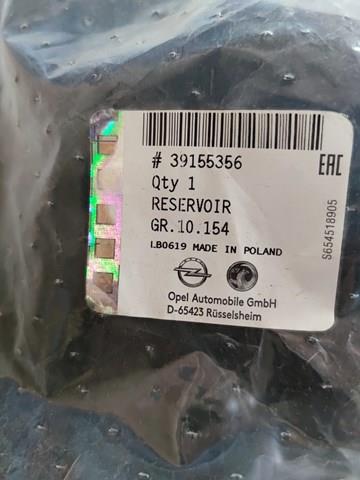 # 39155356
Qty 1
RESERVOIR
GR.10.154
LB0619 MADE IN POLAND
Opel Automobile GmbH
D-65423 Rüsselsheim
EAC
S654518905